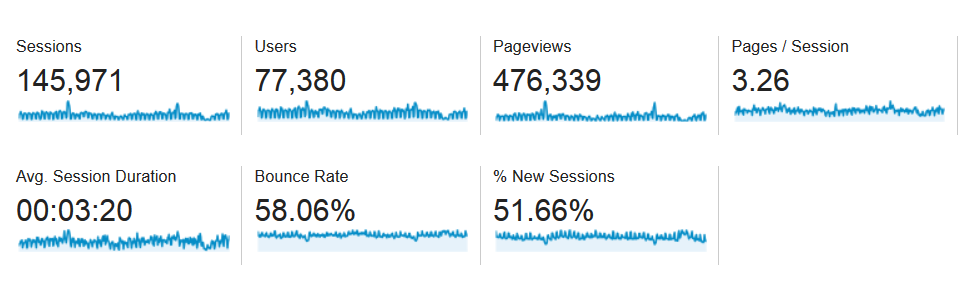 Sessions
145,971
Users
77,380
Pageviews
476,339
Pages / Session
3.26
Avg. Session Duration
00:03:20
Bounce Rate
58.06%
% New Sessions
51.66%